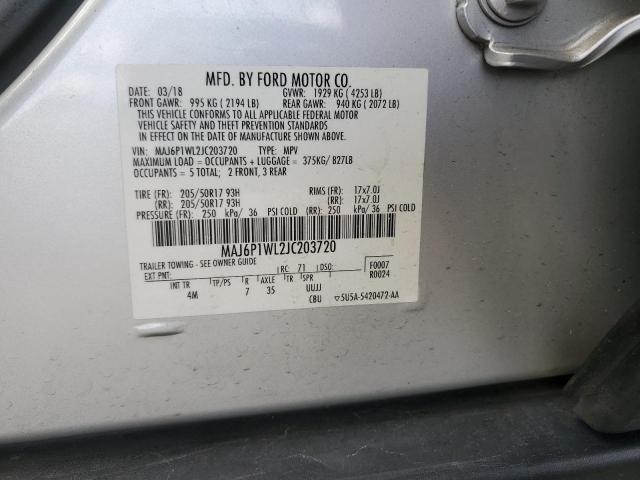 MFD. BY FORD MOTOR CO.
DATE: 03/18 GVWR: 1929 KG ( 4253 LB)
FRONT GAWR: 995 KG ( 2194 LB) REAR GAWR: 940 KG ( 2072 LB)
THIS VEHICLE CONFORMS TO ALL APPLICABLE FEDERAL MOTOR
VEHICLE SAFETY AND THEFT PREVENTION STANDARDS
IN EFFECT ON THE DATE OF MANUFACTURE SHOWN ABOVE.
VIN: MAJ6P1WL2JC203720 TYPE: MPV
MAXIMUM LOAD = OCCUPANTS + LUGGAGE = 375KG/ 827LB
OCCUPANTS = 5 TOTAL; 2 FRONT, 3 REAR
TIRE (FR): 205/50R17 93H RIMS (FR): 17x7.0J
(RR): 205/50R17 93H (RR): 17x7.0J
PRESSURE (FR): 250 kPa/ 36 PSI COLD (RR): 250 kPa/ 36 PSI COLD
MAJ6P1WL2JC203720
TRAILER TOWING - SEE OWNER GUIDE
EXT PNT: RC: 71 DSO: F0007
R0024
INT TR TP/PS R AXLE TR SPR
4M 7 35 UUJJ
CBU ▽SU5A-5420472-AA